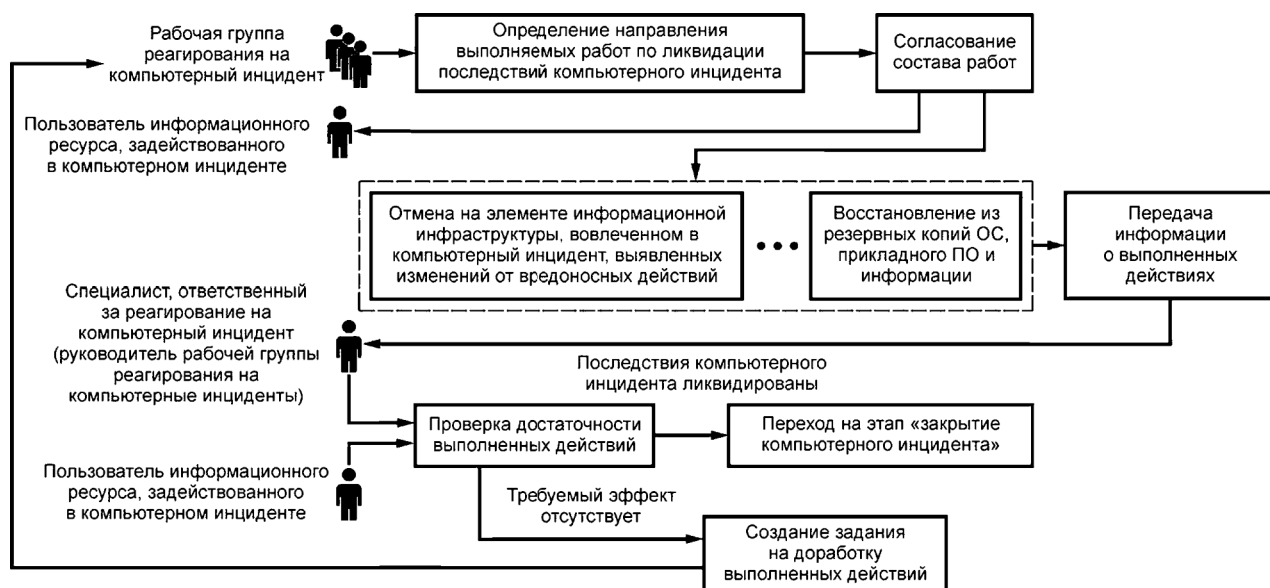 Рабочая группа
реагирования на
компьютерный инцидент
Определение направления
выполняемых работ по ликвидации
последствий компьютерного инцидента
Согласование
состава работ
Пользователь информационного
ресурса, задействованного
в компьютерном инциденте
Отмена на элементе информационной
инфраструктуры, вовлеченном в
компьютерный инцидент, выявленных
изменений от вредоносных действий
Восстановление из
резервных копий ОС,
прикладного ПО и
информации
Передача
информации
о выполненных
действиях
Специалист, ответственный
за реагирование на
компьютерный инцидент
(руководитель рабочей группы
реагирования на
компьютерные инциденты)
Последствия компьютерного
инцидента ликвидированы
Проверка достаточности
выполненных действий
Переход на этап «закрытие
компьютерного инцидента»
Пользователь информационного
ресурса, задействованного
в компьютерном инциденте
Требуемый эффект
отсутствует
Создание задания
на доработку
выполненных действий